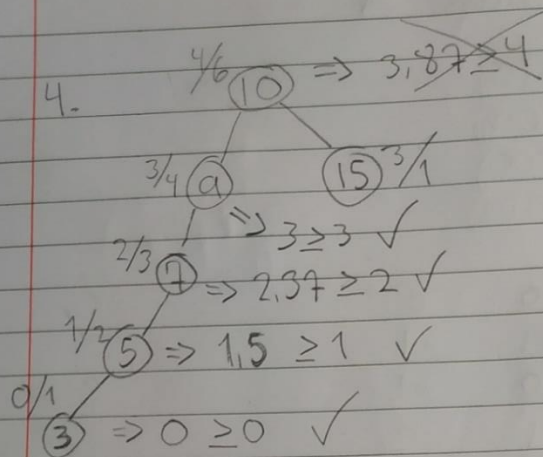 4/6 10 => 3,87 ≥ 4
4.
3/4 9 15 3/1
=> 3 ≥ 3 ✓
2/3 7 => 2,37 ≥ 2 ✓
1/2 5 => 1,5 ≥ 1 ✓
0/1
3 => 0 ≥ 0 ✓